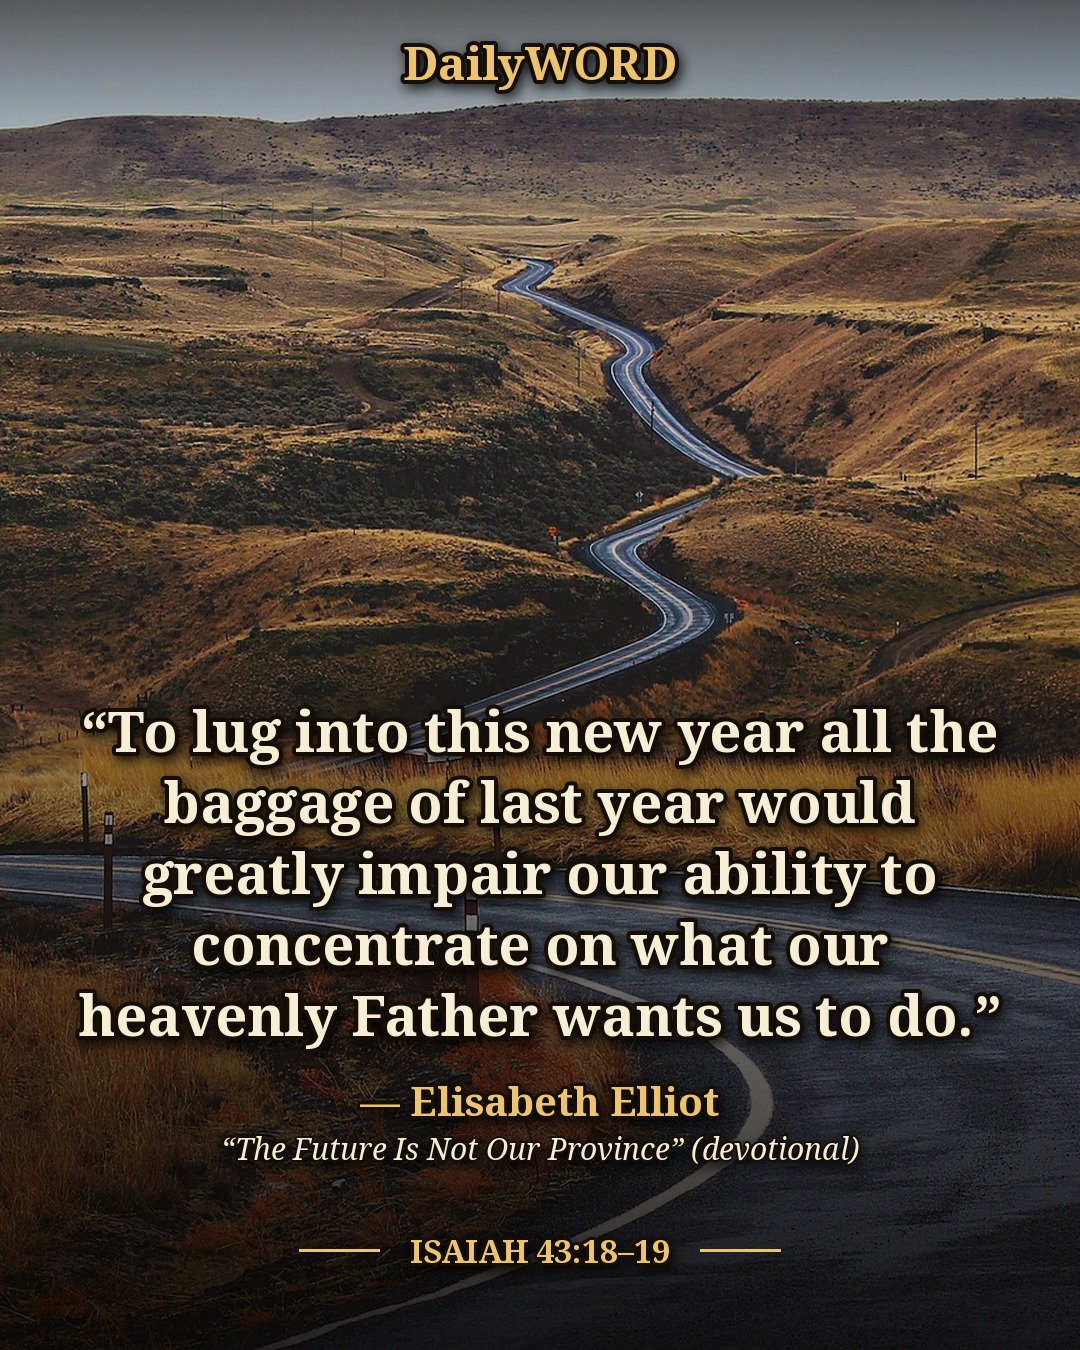 DailyWORD
“To lug into this new year all the
baggage of last year would
greatly impair our ability to
concentrate on what our
heavenly Father wants us to do.”
— Elisabeth Elliot
“The Future Is Not Our Province” (devotional)
ISAIAH 43:18–19